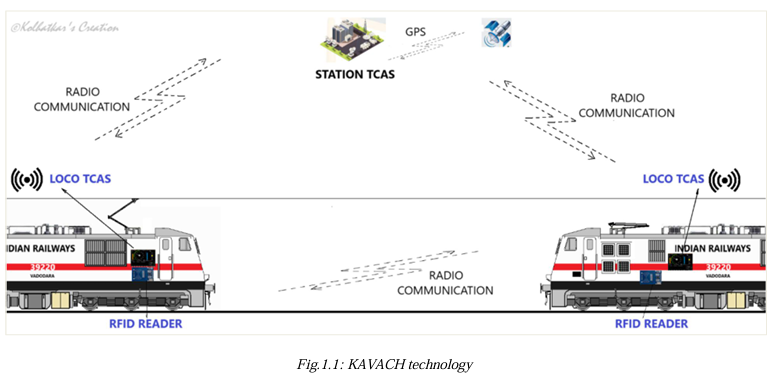 ©Kolhatkar's Creation
GPS
STATION TCAS
RADIO
COMMUNICATION
RADIO
COMMUNICATION
LOCO TCAS
LOCO TCAS
INDIAN RAILWAYS
39220
VADODARA
INDIAN RAILWAYS
39220
VADODARA
RADIO
COMMUNICATION
RFID READER
RFID READER
Fig.1.1: KAVACH technology